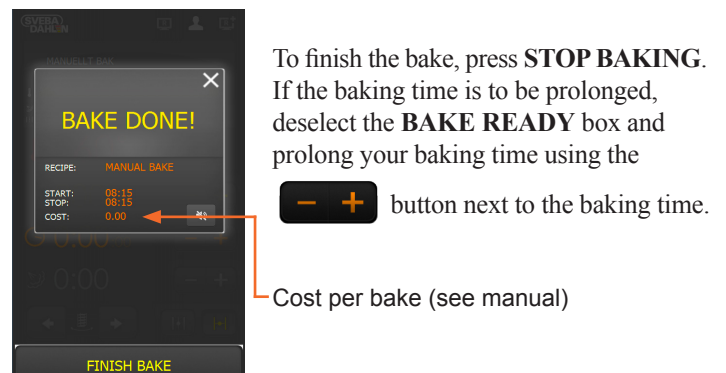 SVEBA
DAHLEN
MANUELLT BAK
BAKE DONE!
RECIPE: MANUAL BAKE
START: 08:15
STOP: 08:15
COST: 0.00
0:00
0:00
FINISH BAKE
To finish the bake, press STOP BAKING.
If the baking time is to be prolonged,
deselect the BAKE READY box and
prolong your baking time using the
− + button next to the baking time.
Cost per bake (see manual)